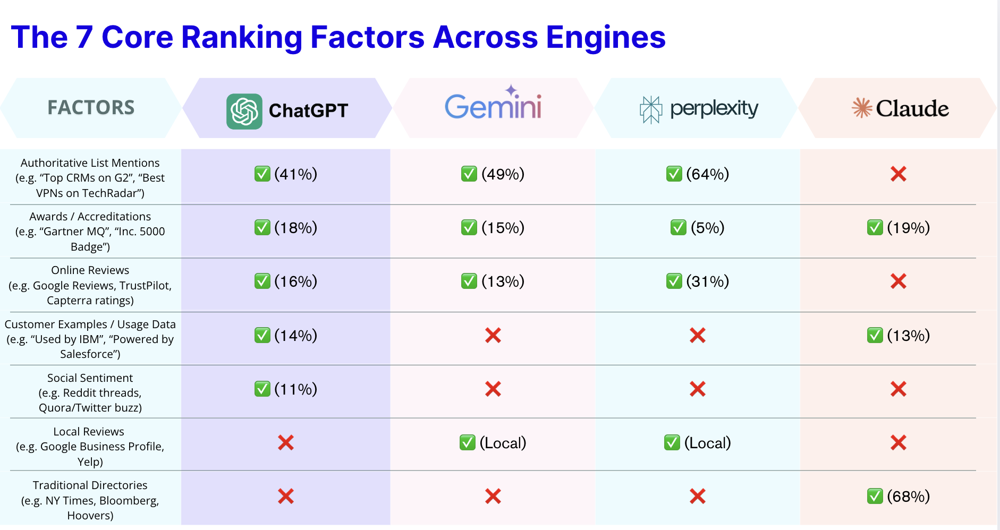 The 7 Core Ranking Factors Across Engines
FACTORS
ChatGPT
Gemini
perplexity
Claude
Authoritative List Mentions
(e.g. “Top CRMs on G2”, “Best
VPNs on TechRadar”)
✅ (41%)
✅ (49%)
✅ (64%)
❌
Awards / Accreditations
(e.g. “Gartner MQ”, “Inc. 5000
Badge”)
✅ (18%)
✅ (15%)
✅ (5%)
✅ (19%)
Online Reviews
(e.g. Google Reviews, TrustPilot,
Capterra ratings)
✅ (16%)
✅ (13%)
✅ (31%)
❌
Customer Examples / Usage Data
(e.g. “Used by IBM”, “Powered by
Salesforce”)
✅ (14%)
❌
❌
✅ (13%)
Social Sentiment
(e.g. Reddit threads,
Quora/Twitter buzz)
✅ (11%)
❌
❌
❌
Local Reviews
(e.g. Google Business Profile,
Yelp)
❌
✅ (Local)
✅ (Local)
❌
Traditional Directories
(e.g. NY Times, Bloomberg,
Hoovers)
❌
❌
❌
✅ (68%)